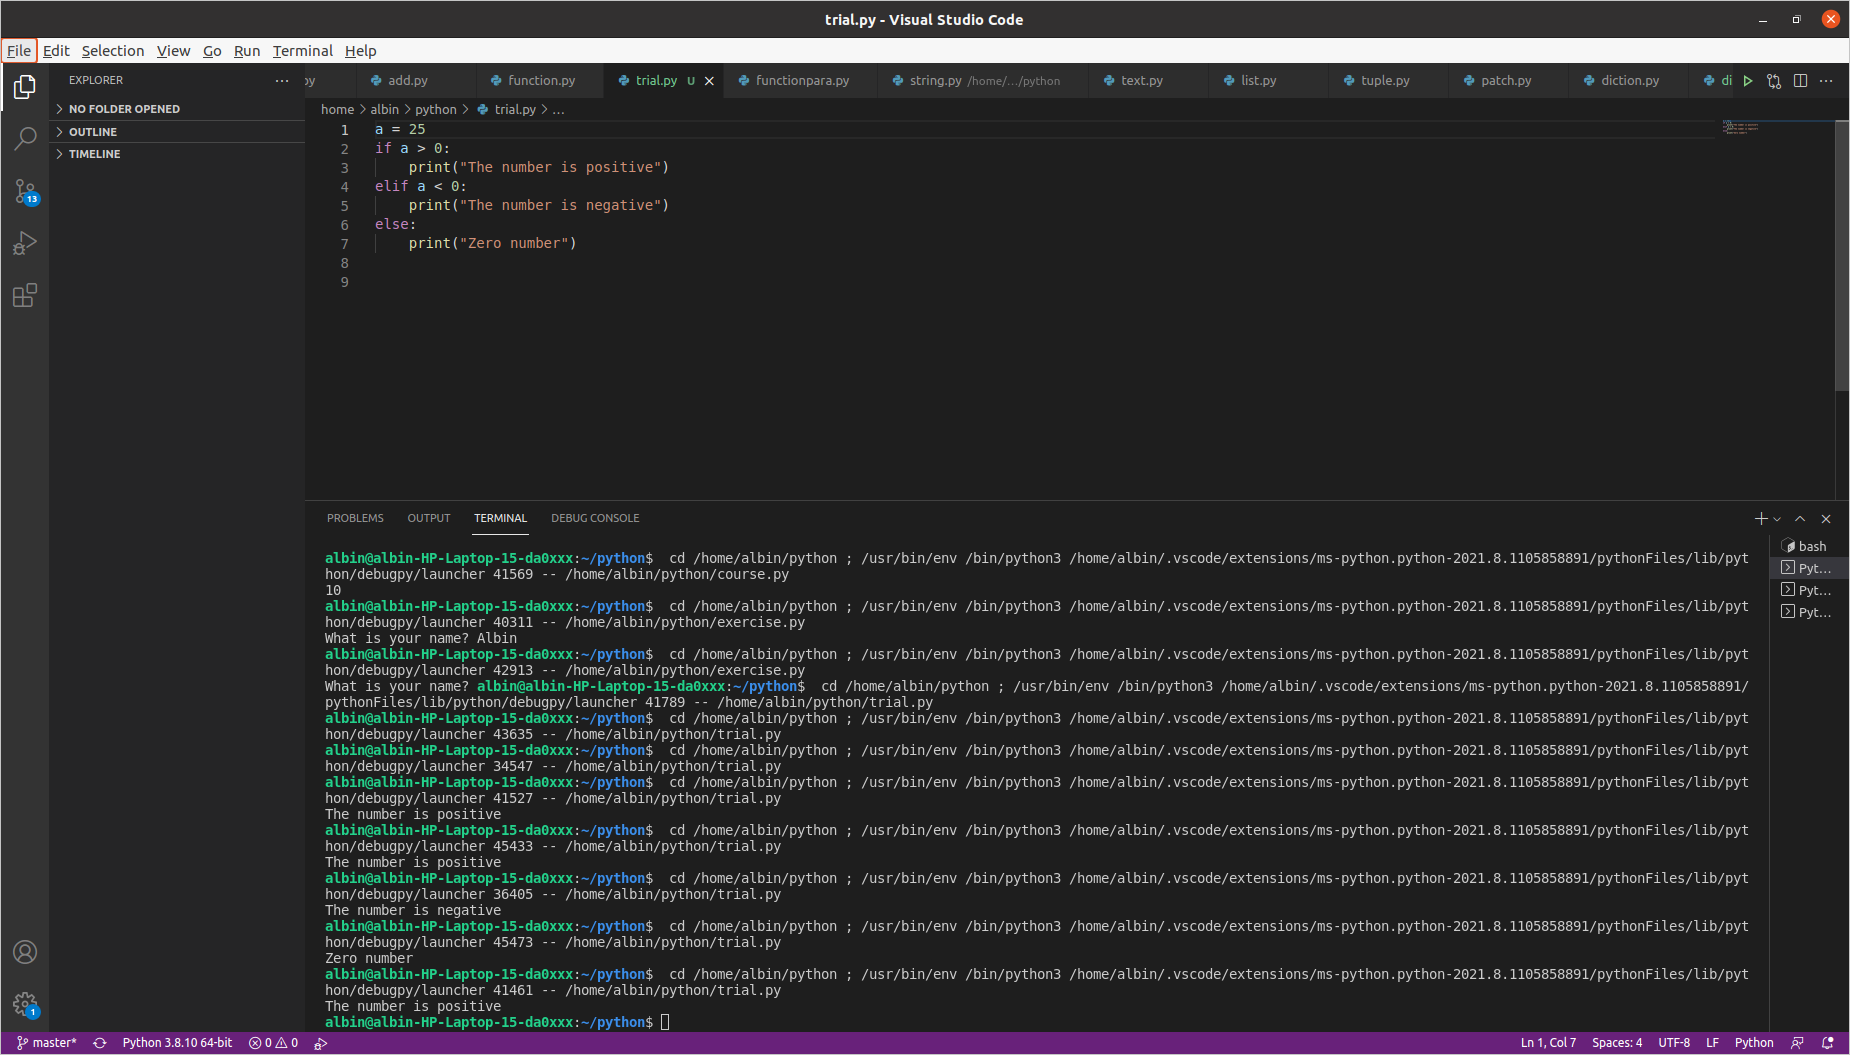 trial.py - Visual Studio Code
File Edit Selection View Go Run Terminal Help
EXPLORER
NO FOLDER OPENED
OUTLINE
TIMELINE
13
1
py add.py function.py trial.py U functionpara.py string.py /home/.../python text.py list.py tuple.py patch.py diction.py di
home > albin > python > trial.py > ...
1 a = 25
2 if a > 0:
3     print("The number is positive")
4 elif a < 0:
5     print("The number is negative")
6 else:
7     print("Zero number")
8
9
PROBLEMS OUTPUT TERMINAL DEBUG CONSOLE
albin@albin-HP-Laptop-15-da0xxx:~/python$  cd /home/albin/python ; /usr/bin/env /bin/python3 /home/albin/.vscode/extensions/ms-python.python-2021.8.1105858891/pythonFiles/lib/pyt
hon/debugpy/launcher 41569 -- /home/albin/python/course.py
10
albin@albin-HP-Laptop-15-da0xxx:~/python$  cd /home/albin/python ; /usr/bin/env /bin/python3 /home/albin/.vscode/extensions/ms-python.python-2021.8.1105858891/pythonFiles/lib/pyt
hon/debugpy/launcher 40311 -- /home/albin/python/exercise.py
What is your name? Albin
albin@albin-HP-Laptop-15-da0xxx:~/python$  cd /home/albin/python ; /usr/bin/env /bin/python3 /home/albin/.vscode/extensions/ms-python.python-2021.8.1105858891/pythonFiles/lib/pyt
hon/debugpy/launcher 42913 -- /home/albin/python/exercise.py
What is your name? albin@albin-HP-Laptop-15-da0xxx:~/python$  cd /home/albin/python ; /usr/bin/env /bin/python3 /home/albin/.vscode/extensions/ms-python.python-2021.8.1105858891/
pythonFiles/lib/python/debugpy/launcher 41789 -- /home/albin/python/trial.py
albin@albin-HP-Laptop-15-da0xxx:~/python$  cd /home/albin/python ; /usr/bin/env /bin/python3 /home/albin/.vscode/extensions/ms-python.python-2021.8.1105858891/pythonFiles/lib/pyt
hon/debugpy/launcher 43635 -- /home/albin/python/trial.py
albin@albin-HP-Laptop-15-da0xxx:~/python$  cd /home/albin/python ; /usr/bin/env /bin/python3 /home/albin/.vscode/extensions/ms-python.python-2021.8.1105858891/pythonFiles/lib/pyt
hon/debugpy/launcher 34547 -- /home/albin/python/trial.py
albin@albin-HP-Laptop-15-da0xxx:~/python$  cd /home/albin/python ; /usr/bin/env /bin/python3 /home/albin/.vscode/extensions/ms-python.python-2021.8.1105858891/pythonFiles/lib/pyt
hon/debugpy/launcher 41527 -- /home/albin/python/trial.py
The number is positive
albin@albin-HP-Laptop-15-da0xxx:~/python$  cd /home/albin/python ; /usr/bin/env /bin/python3 /home/albin/.vscode/extensions/ms-python.python-2021.8.1105858891/pythonFiles/lib/pyt
hon/debugpy/launcher 45433 -- /home/albin/python/trial.py
The number is positive
albin@albin-HP-Laptop-15-da0xxx:~/python$  cd /home/albin/python ; /usr/bin/env /bin/python3 /home/albin/.vscode/extensions/ms-python.python-2021.8.1105858891/pythonFiles/lib/pyt
hon/debugpy/launcher 36405 -- /home/albin/python/trial.py
The number is negative
albin@albin-HP-Laptop-15-da0xxx:~/python$  cd /home/albin/python ; /usr/bin/env /bin/python3 /home/albin/.vscode/extensions/ms-python.python-2021.8.1105858891/pythonFiles/lib/pyt
hon/debugpy/launcher 45473 -- /home/albin/python/trial.py
Zero number
albin@albin-HP-Laptop-15-da0xxx:~/python$  cd /home/albin/python ; /usr/bin/env /bin/python3 /home/albin/.vscode/extensions/ms-python.python-2021.8.1105858891/pythonFiles/lib/pyt
hon/debugpy/launcher 41461 -- /home/albin/python/trial.py
The number is positive
albin@albin-HP-Laptop-15-da0xxx:~/python$
bash
Pyt...
Pyt...
Pyt...
master* Python 3.8.10 64-bit 0 0 Ln 1, Col 7 Spaces: 4 UTF-8 LF Python